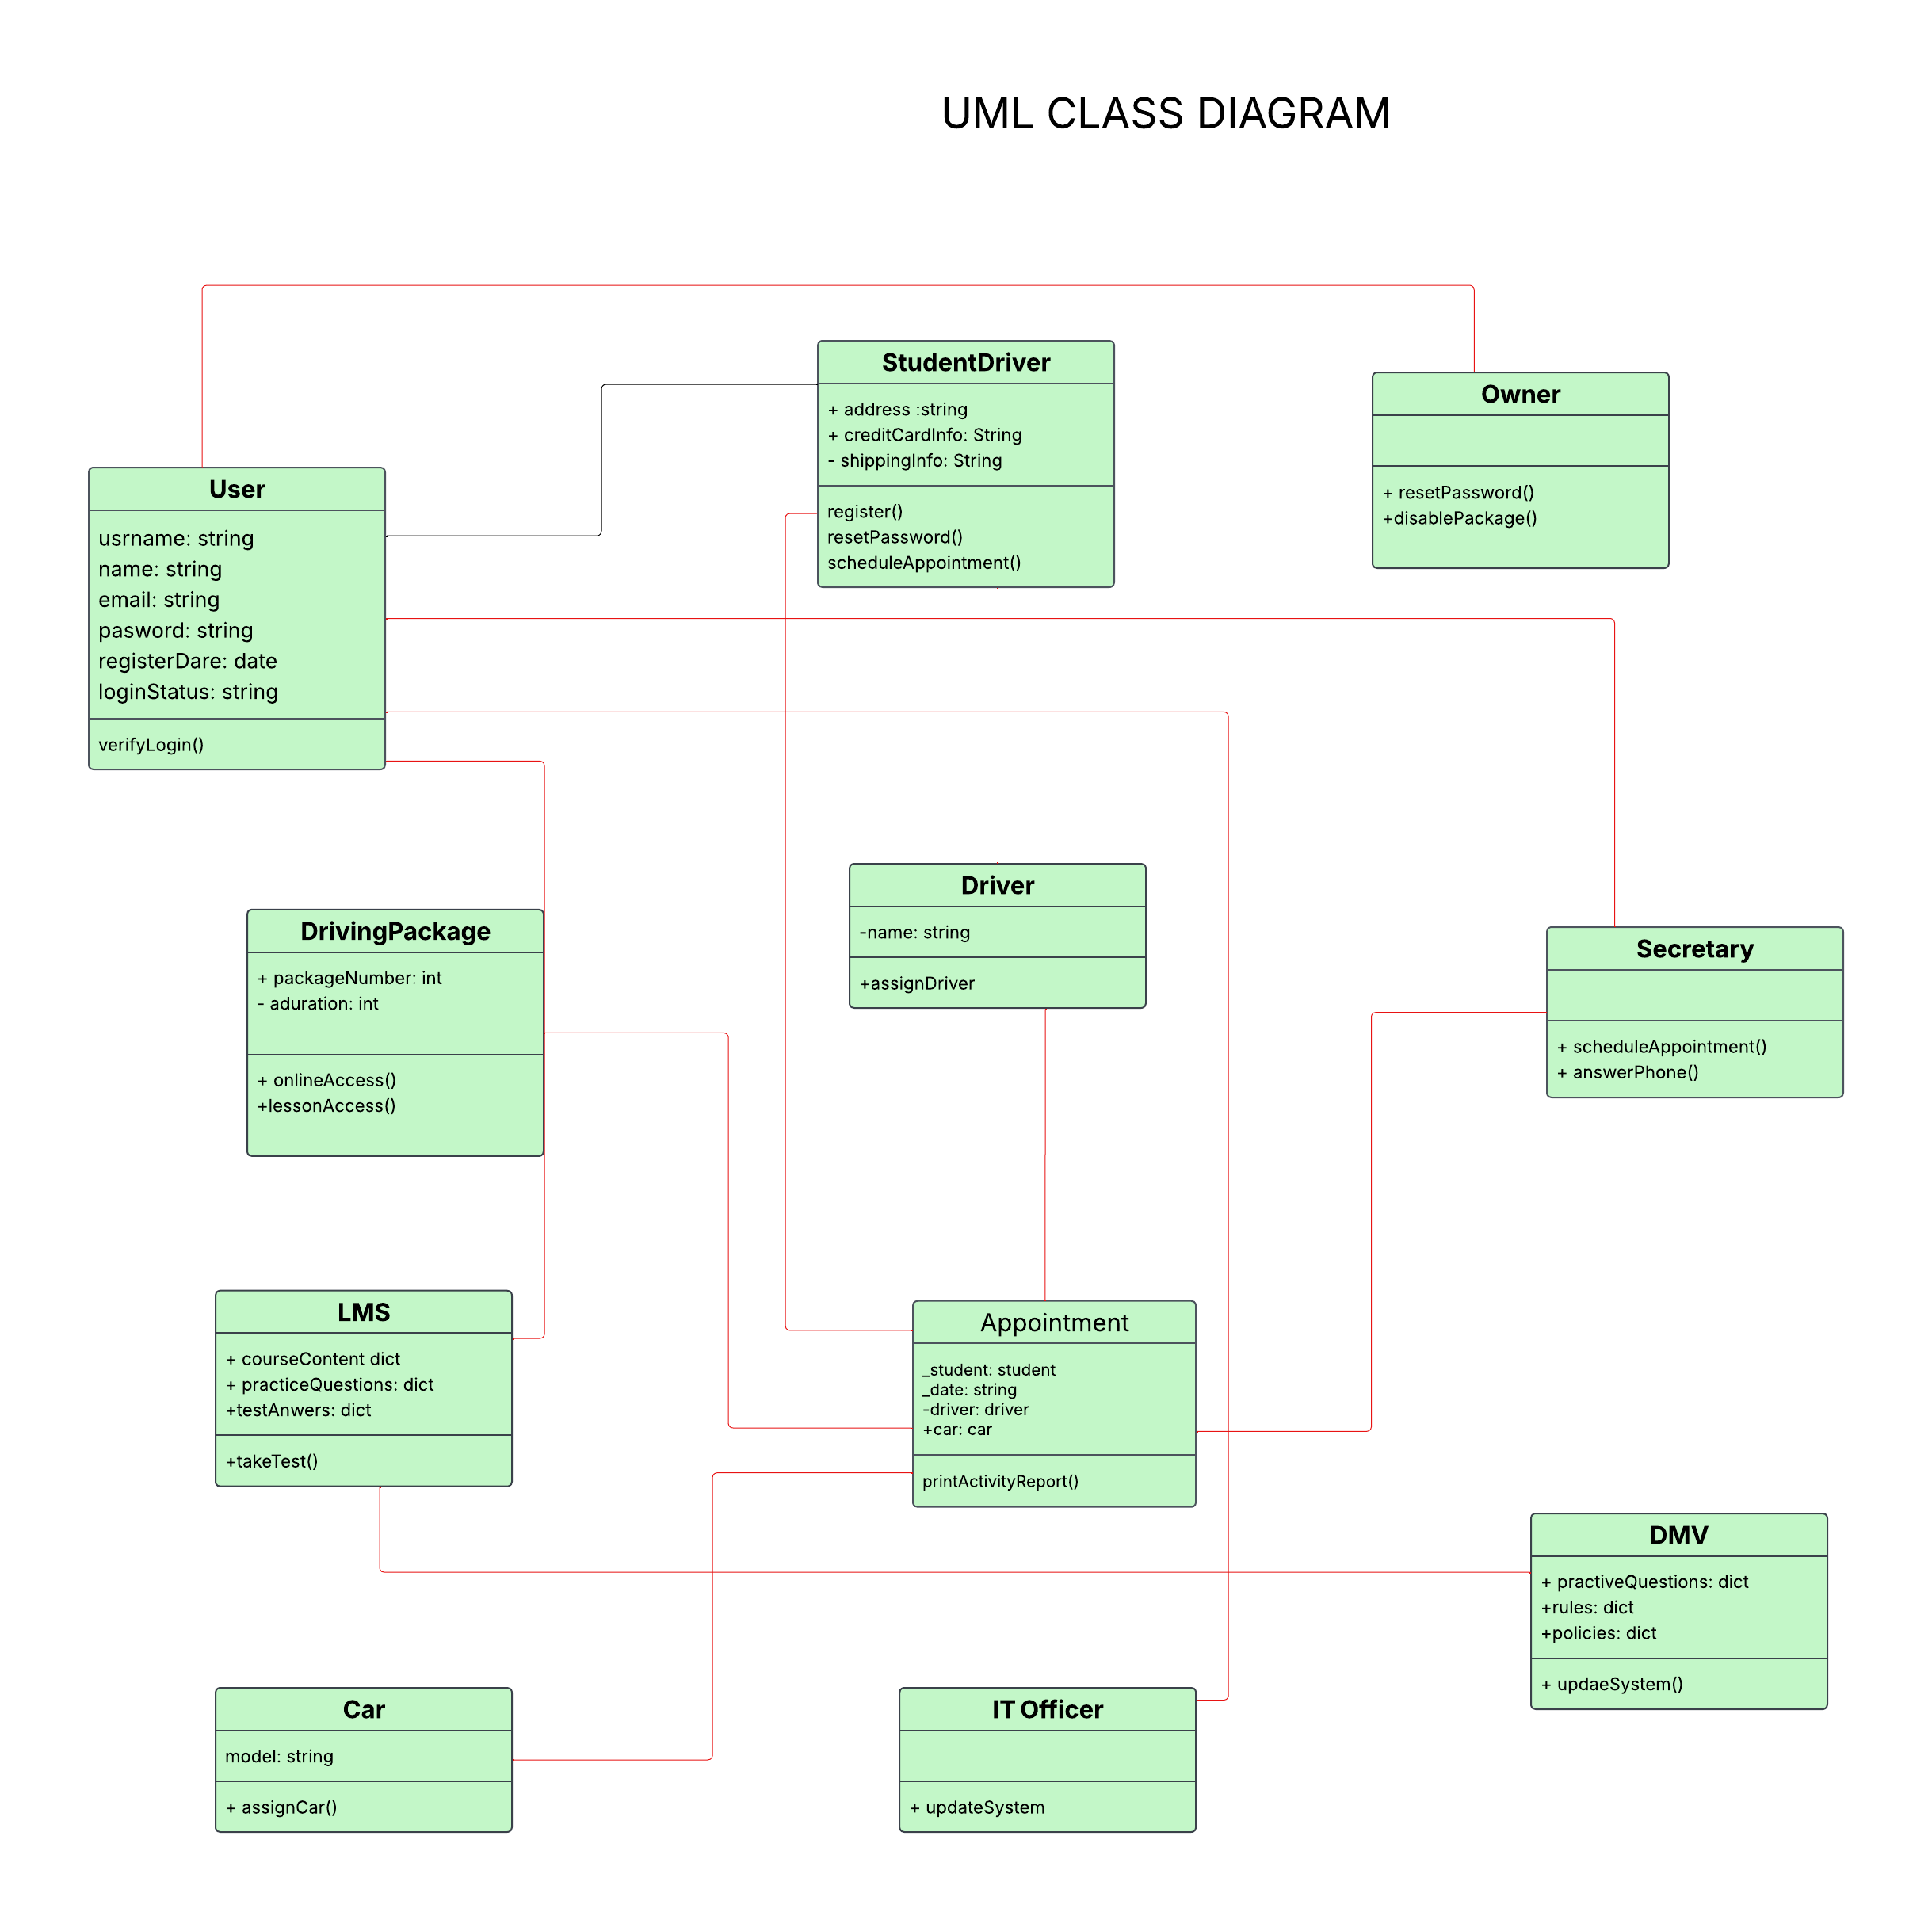 UML CLASS DIAGRAM
StudentDriver
+ address :string
+ creditCardInfo: String
- shippingInfo: String
register()
resetPassword()
scheduleAppointment()
Owner
+ resetPassword()
+disablePackage()
User
usrname: string
name: string
email: string
pasword: string
registerDare: date
loginStatus: string
verifyLogin()
Driver
-name: string
+assignDriver
DrivingPackage
+ packageNumber: int
- aduration: int
+ onlineAccess()
+lessonAccess()
Secretary
+ scheduleAppointment()
+ answerPhone()
LMS
+ courseContent dict
+ practiceQuestions: dict
+testAnwers: dict
+takeTest()
Appointment
_student: student
_date: string
-driver: driver
+car: car
printActivityReport()
DMV
+ practiveQuestions: dict
+rules: dict
+policies: dict
+ updaeSystem()
Car
model: string
+ assignCar()
IT Officer
+ updateSystem